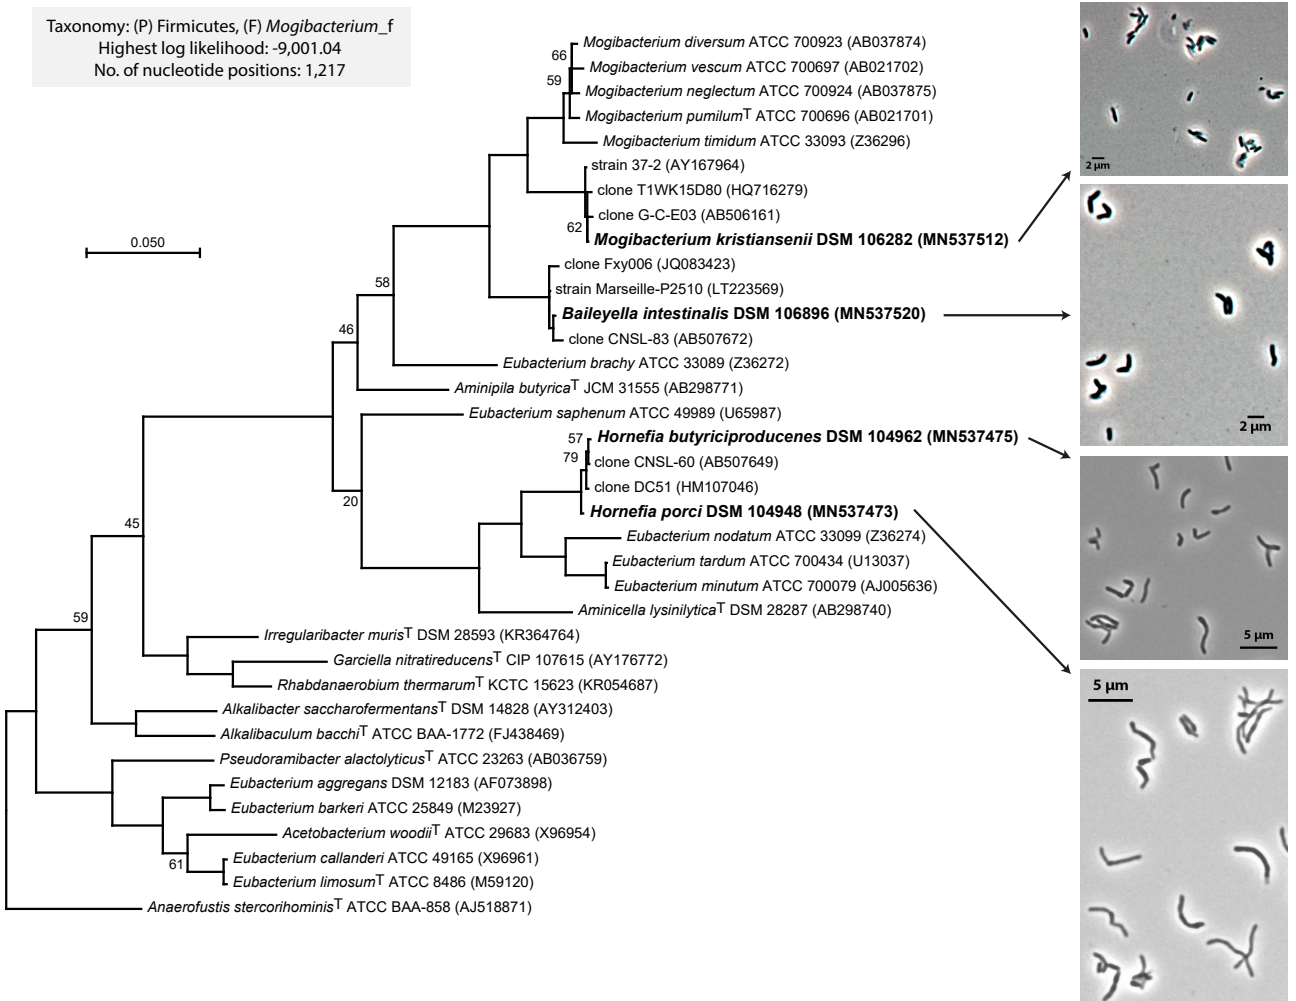 Taxonomy: (P) Firmicutes, (F) Mogibacterium_f
Highest log likelihood: -9,001.04
No. of nucleotide positions: 1,217
0.050
66
59
62
58
46
20
57
79
45
59
61
Mogibacterium diversum ATCC 700923 (AB037874)
Mogibacterium vescum ATCC 700697 (AB021702)
Mogibacterium neglectum ATCC 700924 (AB037875)
Mogibacterium pumilumT ATCC 700696 (AB021701)
Mogibacterium timidum ATCC 33093 (Z36296)
strain 37-2 (AY167964)
clone T1WK15D80 (HQ716279)
clone G-C-E03 (AB506161)
Mogibacterium kristiansenii DSM 106282 (MN537512)
clone Fxy006 (JQ083423)
strain Marseille-P2510 (LT223569)
Baileyella intestinalis DSM 106896 (MN537520)
clone CNSL-83 (AB507672)
Eubacterium brachy ATCC 33089 (Z36272)
Aminipila butyricaT JCM 31555 (AB298771)
Eubacterium saphenum ATCC 49989 (U65987)
Hornefia butyriciproducenes DSM 104962 (MN537475)
clone CNSL-60 (AB507649)
clone DC51 (HM107046)
Hornefia porci DSM 104948 (MN537473)
Eubacterium nodatum ATCC 33099 (Z36274)
Eubacterium tardum ATCC 700434 (U13037)
Eubacterium minutum ATCC 700079 (AJ005636)
Aminicella lysinilyticaT DSM 28287 (AB298740)
Irregularibacter murisT DSM 28593 (KR364764)
Garciella nitratireducensT CIP 107615 (AY176772)
Rhabdanaerobium thermarumT KCTC 15623 (KR054687)
Alkalibacter saccharofermentansT DSM 14828 (AY312403)
Alkalibaculum bacchiT ATCC BAA-1772 (FJ438469)
Pseudoramibacter alactolyticusT ATCC 23263 (AB036759)
Eubacterium aggregans DSM 12183 (AF073898)
Eubacterium barkeri ATCC 25849 (M23927)
Acetobacterium woodiiT ATCC 29683 (X96954)
Eubacterium callanderi ATCC 49165 (X96961)
Eubacterium limosumT ATCC 8486 (M59120)
Anaerofustis stercorihominisT ATCC BAA-858 (AJ518871)
2 µm
2 µm
5 µm
5 µm